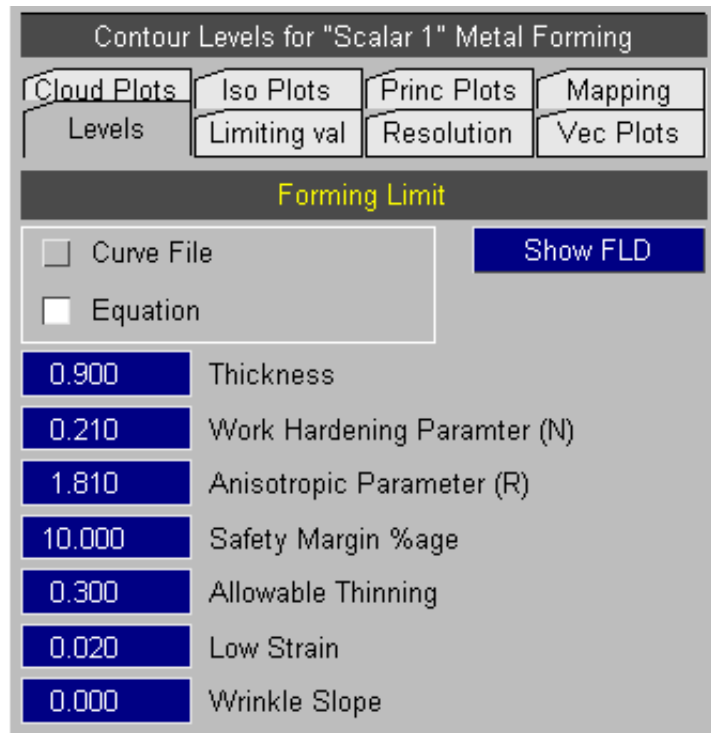 Contour Levels for "Scalar 1" Metal Forming
Cloud Plots Iso Plots Princ Plots Mapping
Levels Limiting val Resolution Vec Plots
Forming Limit
Curve File Show FLD
Equation
0.900 Thickness
0.210 Work Hardening Paramter (N)
1.810 Anisotropic Parameter (R)
10.000 Safety Margin %age
0.300 Allowable Thinning
0.020 Low Strain
0.000 Wrinkle Slope